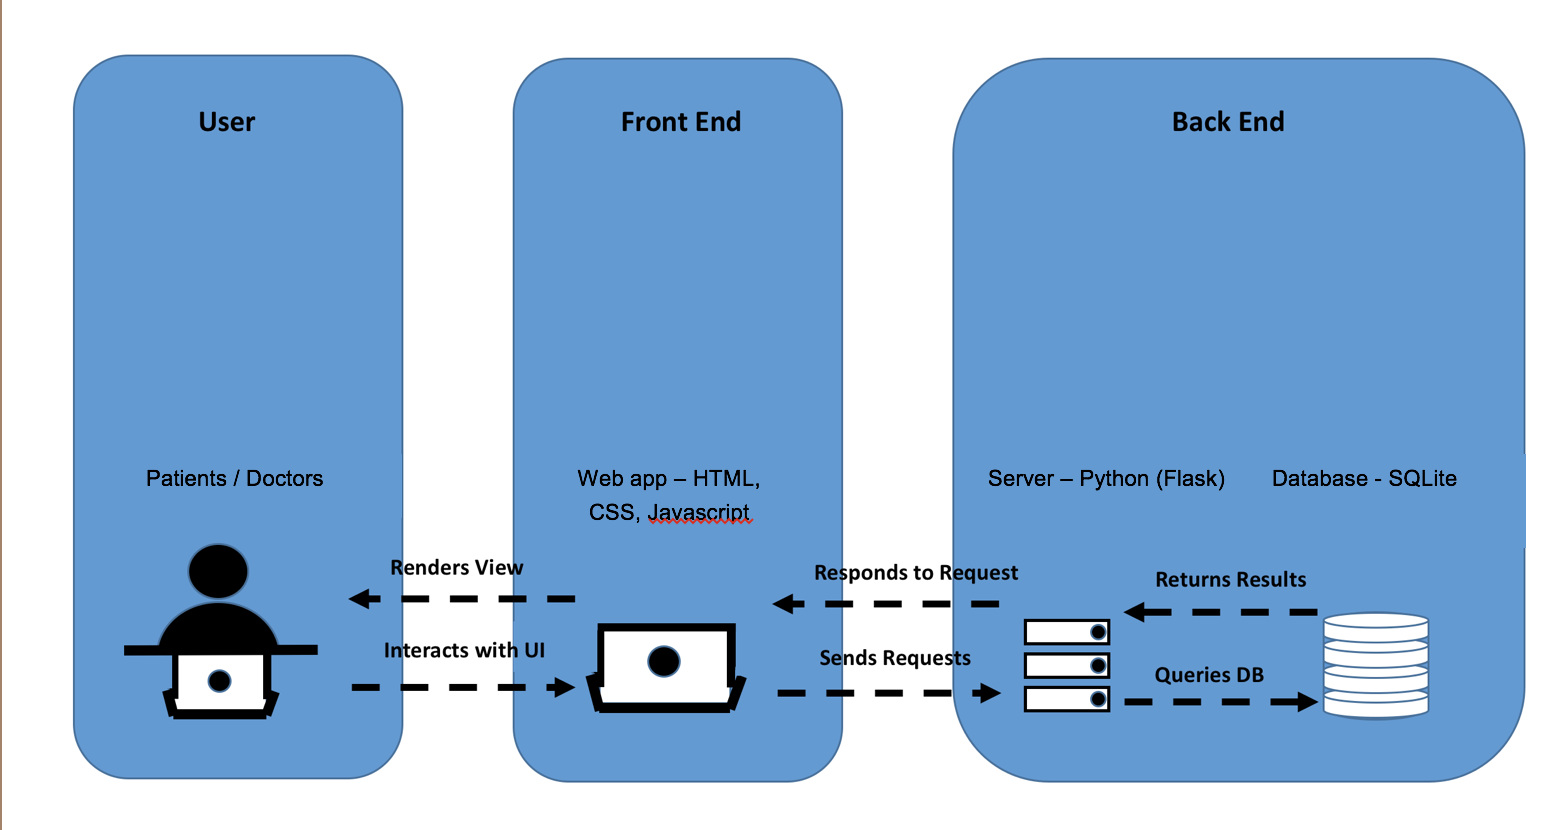 User
Front End
Back End
Patients / Doctors
Web app – HTML,
CSS, Javascript
Server – Python (Flask)
Database - SQLite
Renders View
Responds to Request
Returns Results
Interacts with UI
Sends Requests
Queries DB